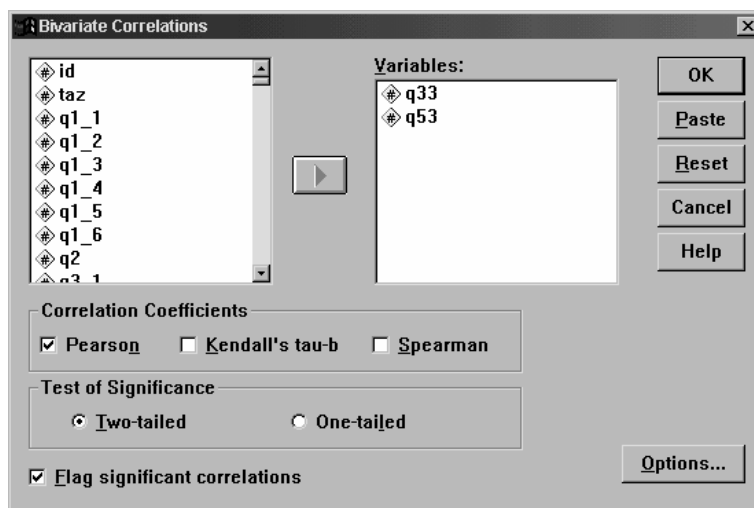 Bivariate Correlations
id
taz
q1_1
q1_2
q1_3
q1_4
q1_5
q1_6
q2
q3_1
Variables:
q33
q53
OK
Paste
Reset
Cancel
Help
Correlation Coefficients
Pearson
Kendall's tau-b
Spearman
Test of Significance
Two-tailed
One-tailed
Flag significant correlations
Options...